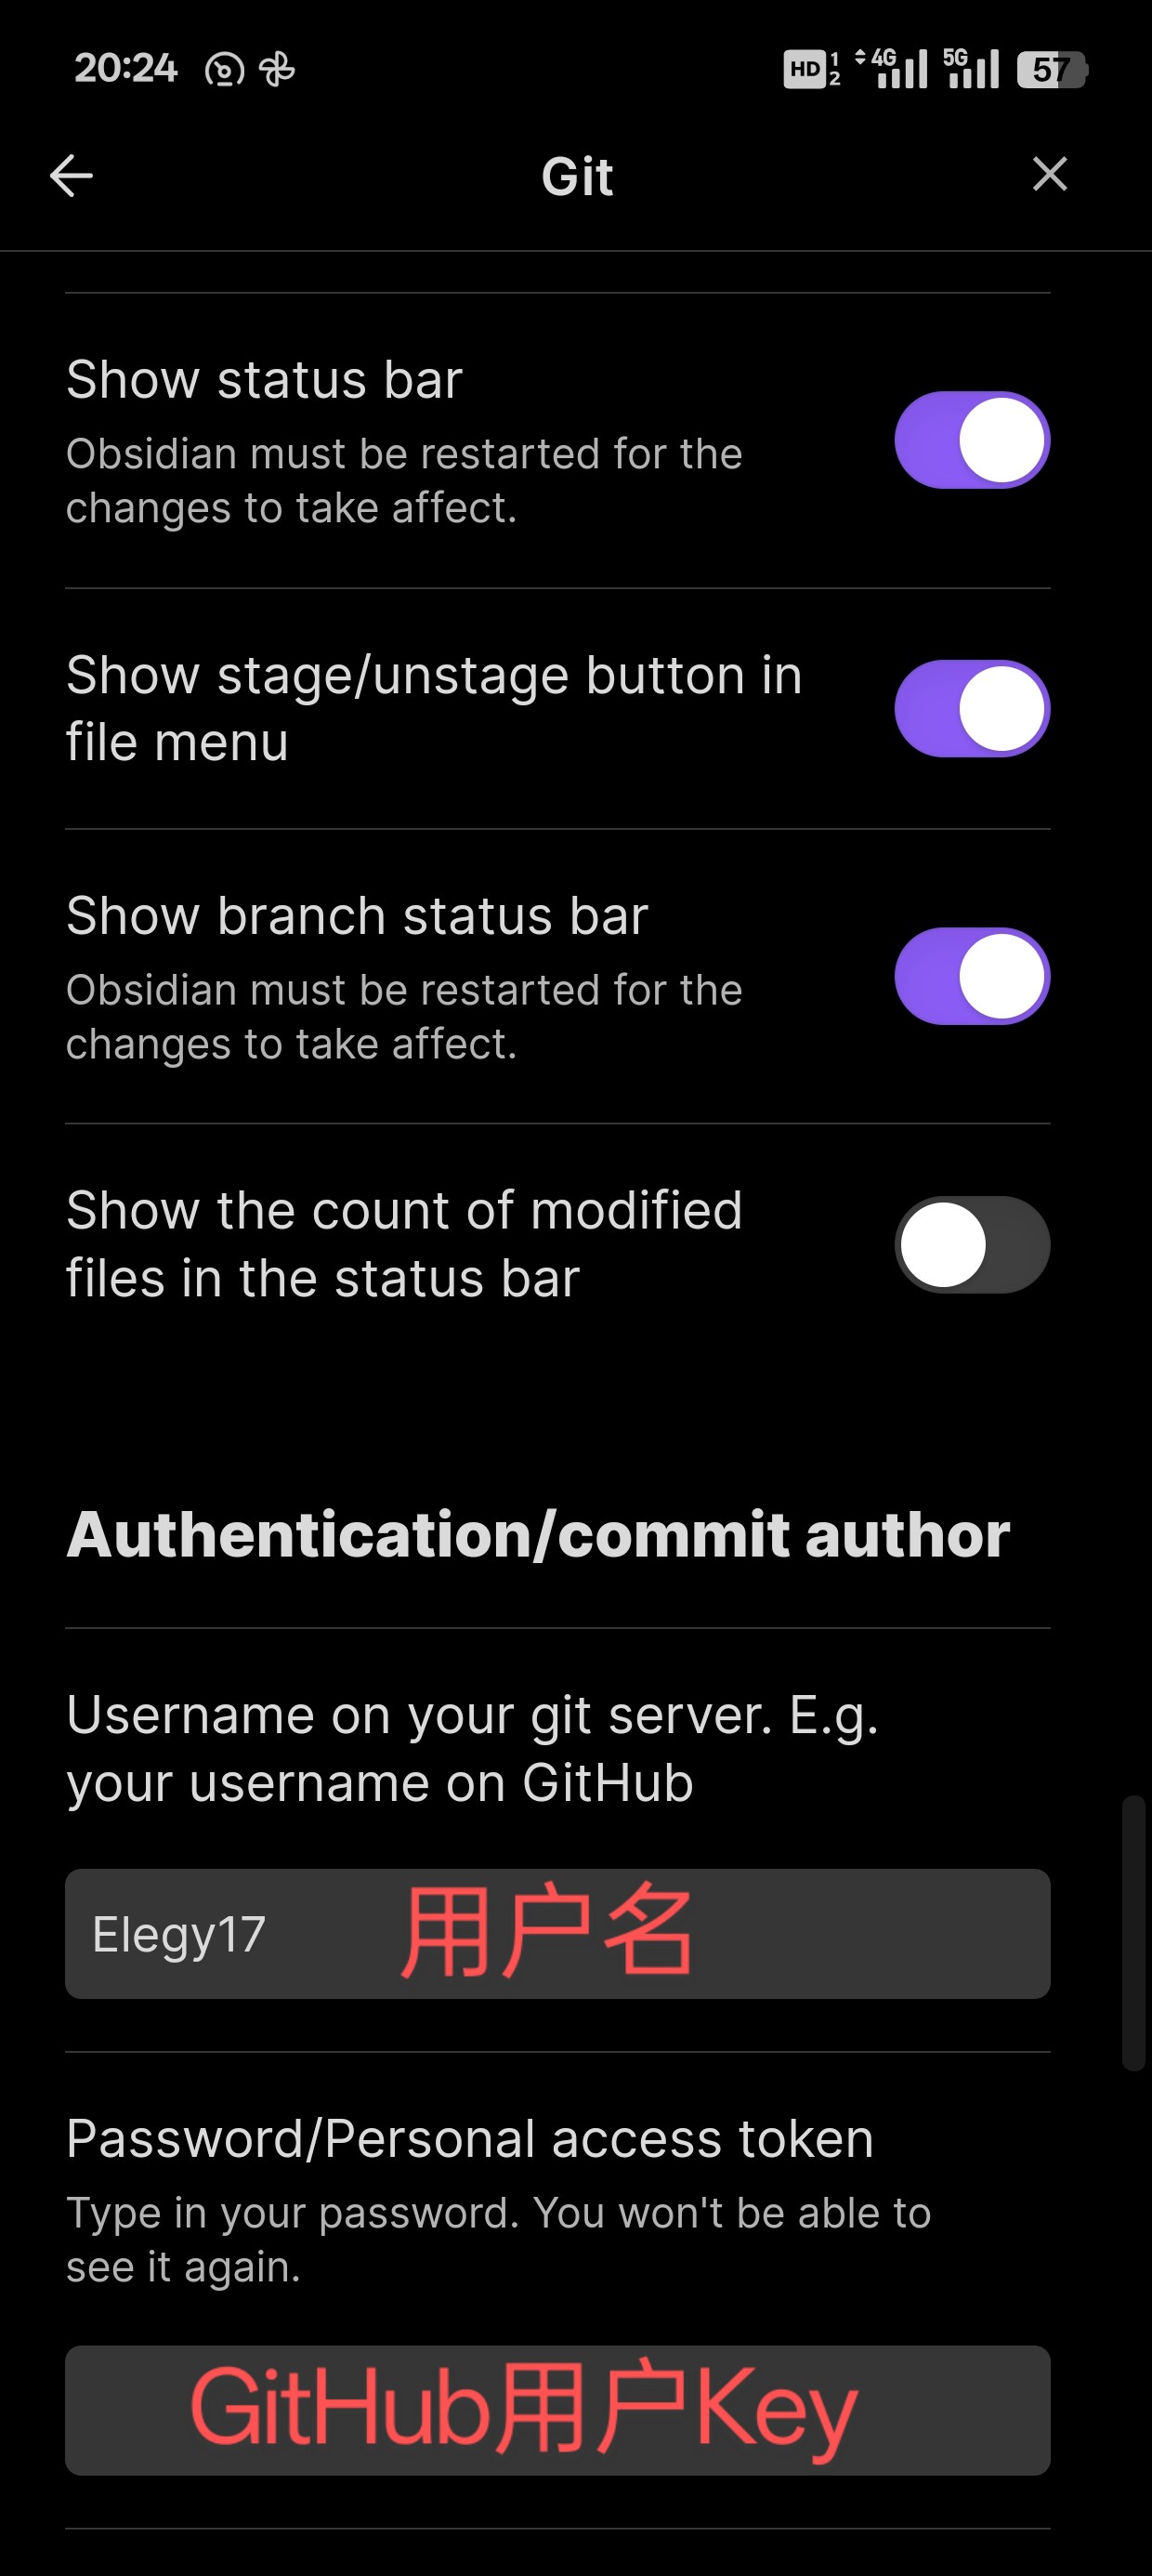 20:24
HD 1 2 4G 5G 57
Git
Show status bar
Obsidian must be restarted for the
changes to take affect.
Show stage/unstage button in
file menu
Show branch status bar
Obsidian must be restarted for the
changes to take affect.
Show the count of modified
files in the status bar
Authentication/commit author
Username on your git server. E.g.
your username on GitHub
Elegy17 用户名
Password/Personal access token
Type in your password. You won't be able to
see it again.
GitHub用户Key